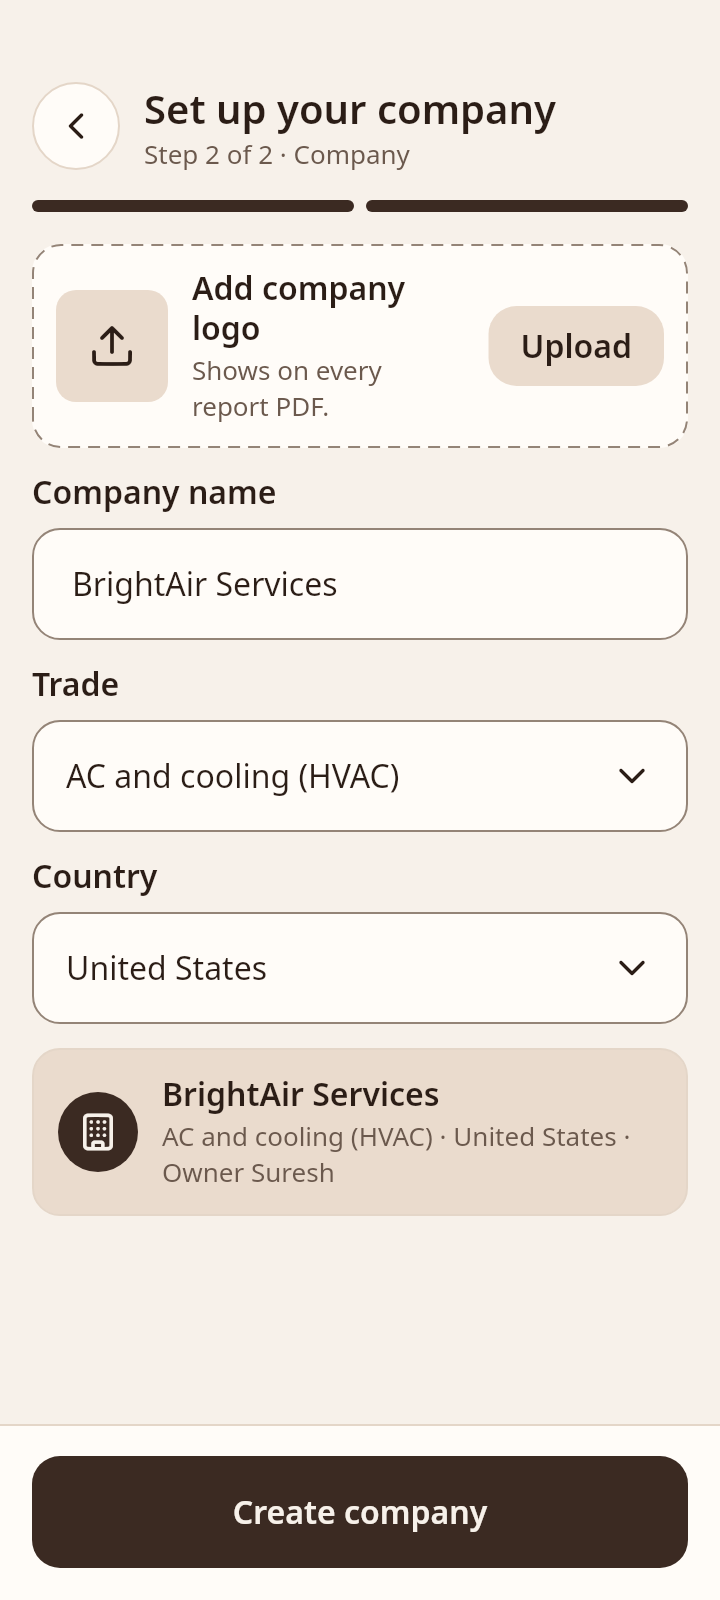 Set up your company
Step 2 of 2 · Company
Add company
logo
Shows on every
report PDF.
Upload
Company name
BrightAir Services
Trade
AC and cooling (HVAC)
Country
United States
BrightAir Services
AC and cooling (HVAC) · United States ·
Owner Suresh
Create company